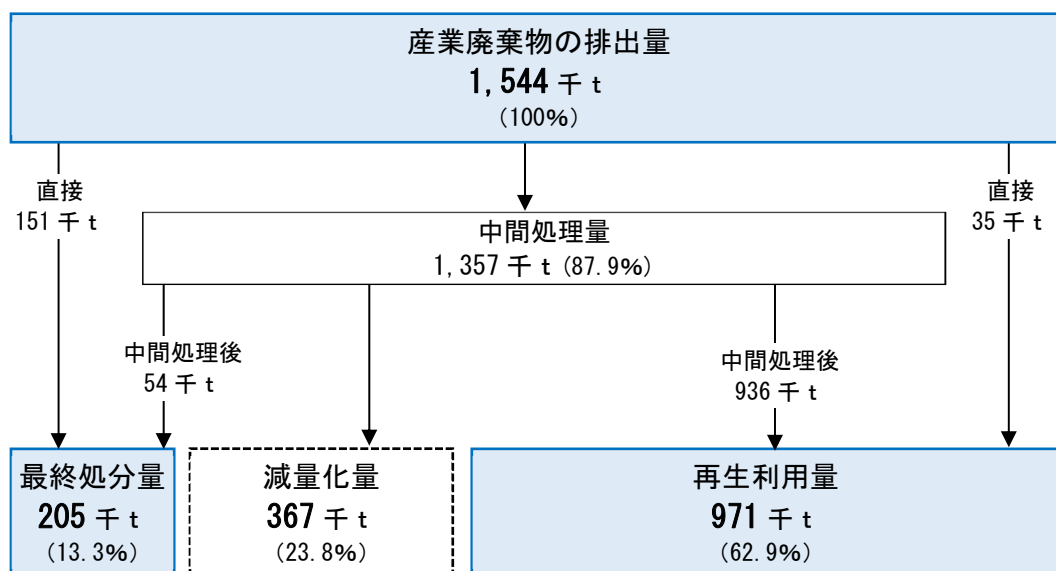 産業廃棄物の排出量
1,544 千 t
(100%)
直接
151 千 t
直接
35 千 t
中間処理量
1,357 千 t (87.9%)
中間処理後
54 千 t
中間処理後
936 千 t
最終処分量
205 千 t
(13.3%)
減量化量
367 千 t
(23.8%)
再生利用量
971 千 t
(62.9%)